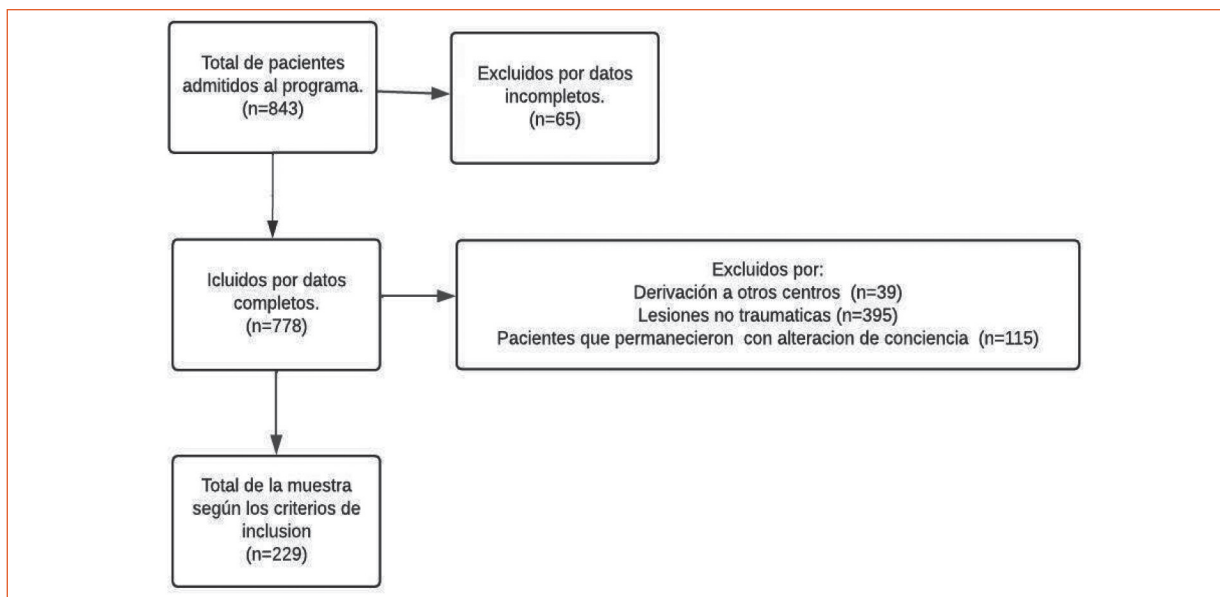 Total de pacientes
admitidos al programa.
(n=843)
Excluidos por datos
incompletos.
(n=65)
Icluidos por datos
completos.
(n=778)
Excluidos por:
Derivación a otros centros (n=39)
Lesiones no traumaticas (n=395)
Pacientes que permanecieron con alteracion de conciencia (n=115)
Total de la muestra
según los criterios de
inclusion
(n=229)